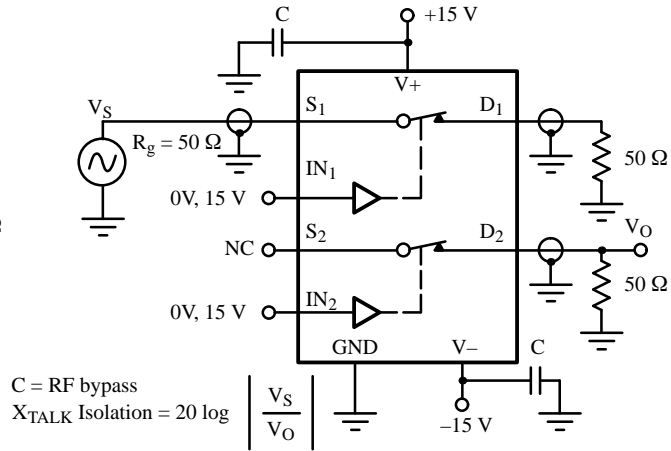 C
+15 V
V+
VS
S1
D1
Rg = 50 Ω
50 Ω
IN1
0V, 15 V
S2
D2
VO
NC
50 Ω
IN2
0V, 15 V
GND
V–
C
C = RF bypass
XTALK Isolation = 20 log | VS / VO |
–15 V